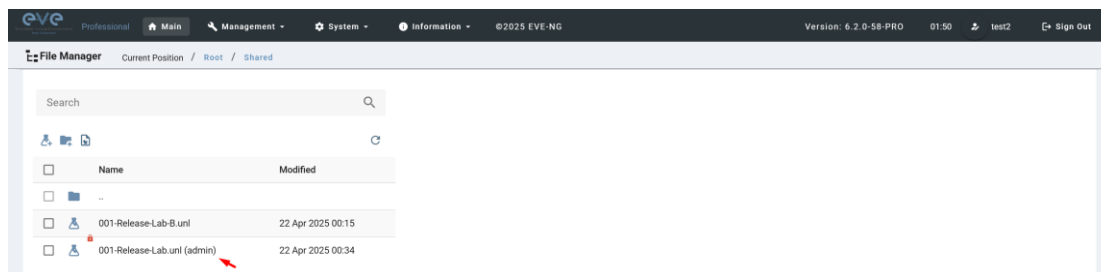 eve Professional Main Management System Information ©2025 EVE-NG Version: 6.2.0-58-PRO 01:50 test2 Sign Out
File Manager Current Position / Root / Shared
Search
Name Modified
..
001-Release-Lab-B.unl 22 Apr 2025 00:15
001-Release-Lab.unl (admin) 22 Apr 2025 00:34